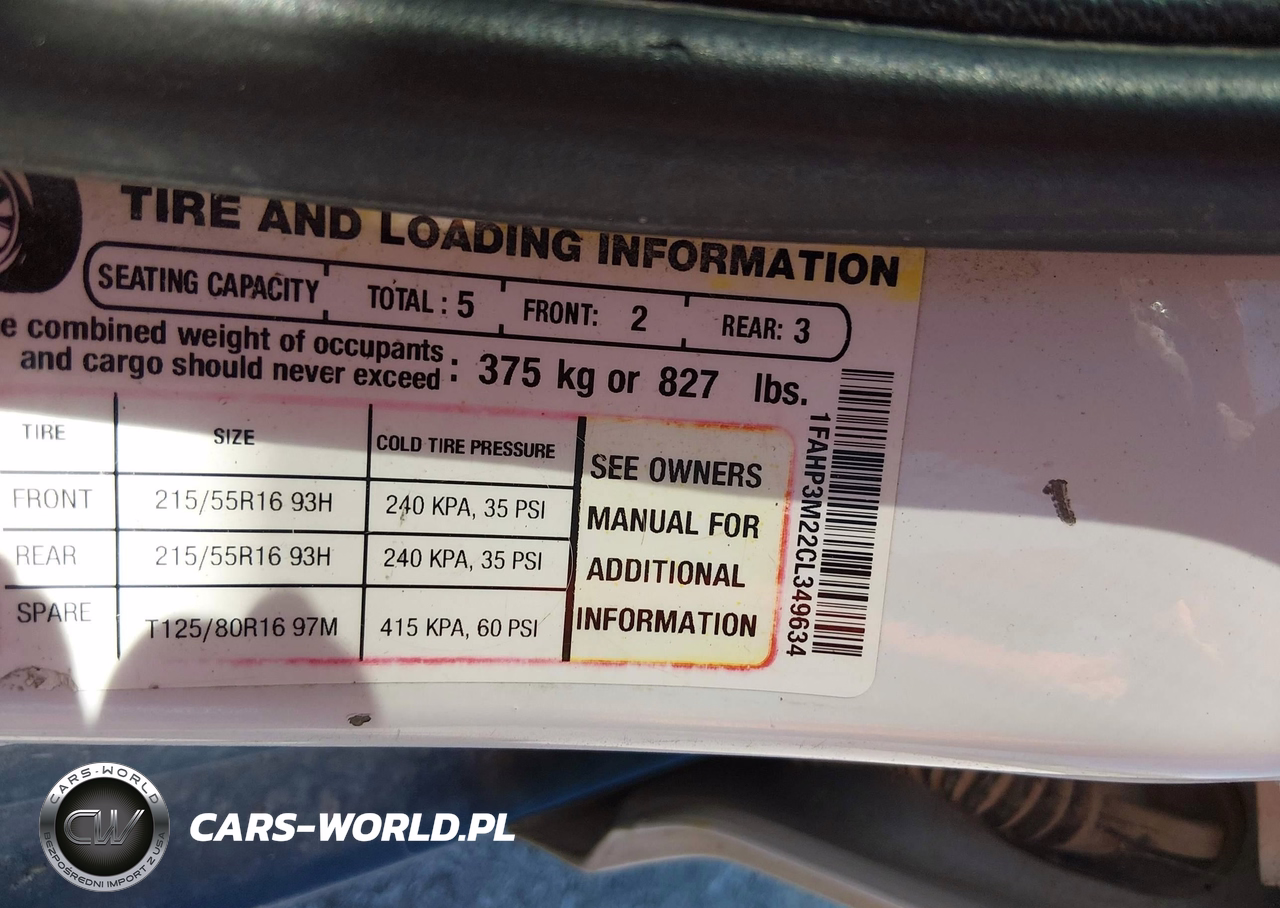 TIRE AND LOADING INFORMATION
SEATING CAPACITY TOTAL : 5 FRONT: 2 REAR: 3
e combined weight of occupants
and cargo should never exceed : 375 kg or 827 lbs.
TIRE SIZE COLD TIRE PRESSURE
FRONT 215/55R16 93H 240 KPA, 35 PSI
REAR 215/55R16 93H 240 KPA, 35 PSI
SPARE T125/80R16 97M 415 KPA, 60 PSI
SEE OWNERS
MANUAL FOR
ADDITIONAL
INFORMATION
1FAHP3M22CL349634
CARS-WORLD
CW
BEZPOŚREDNI IMPORT Z USA
CARS-WORLD.PL